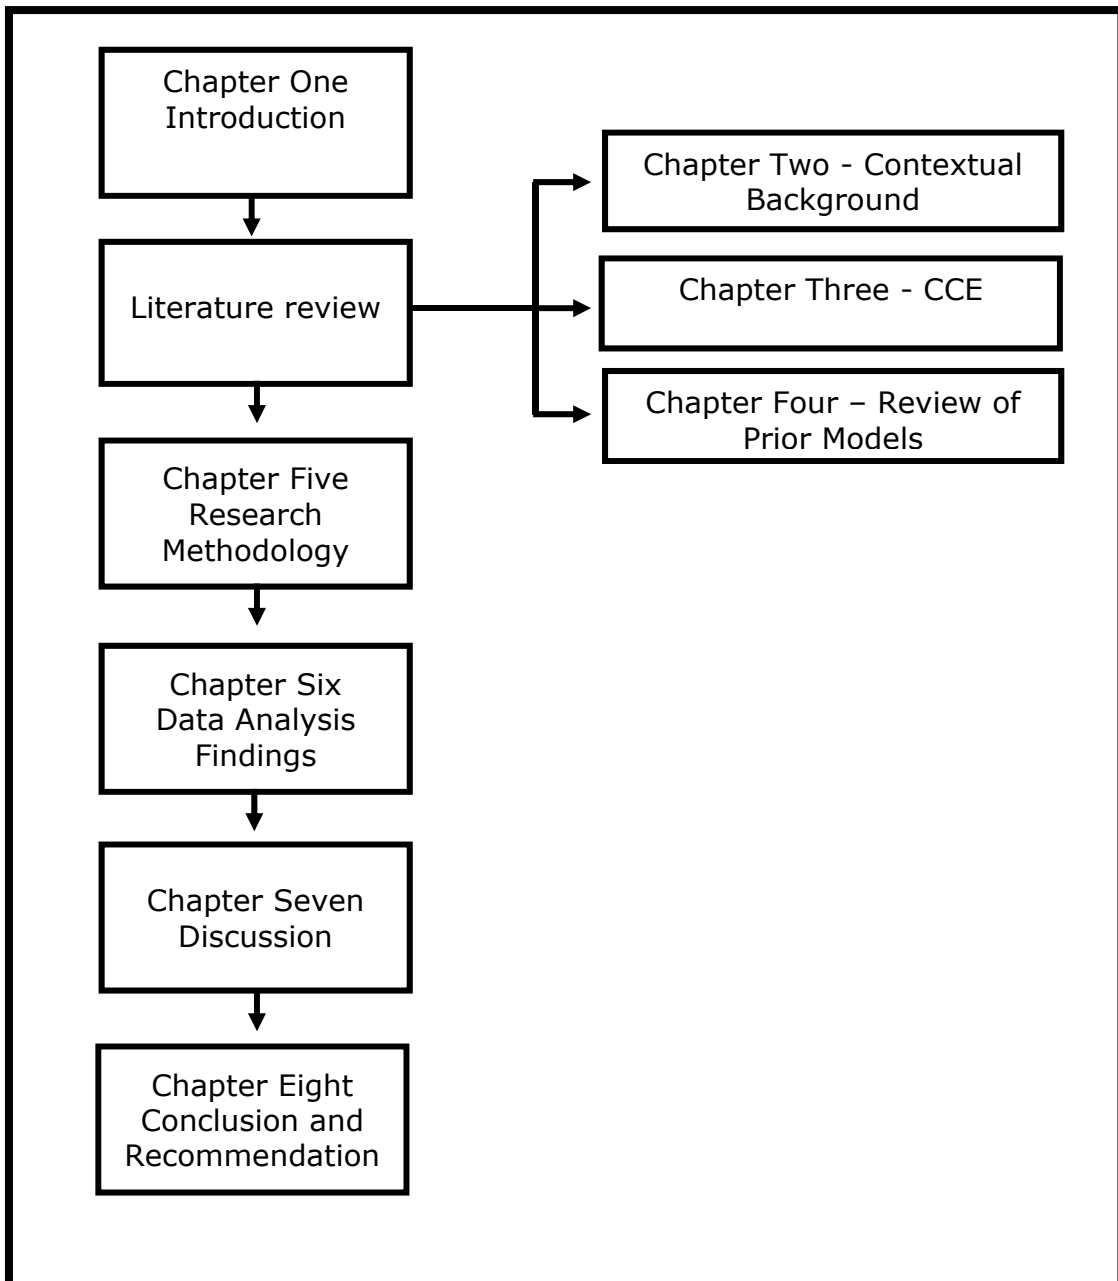 Chapter One
Introduction
Literature review
Chapter Two - Contextual
Background
Chapter Three - CCE
Chapter Four – Review of
Prior Models
Chapter Five
Research
Methodology
Chapter Six
Data Analysis
Findings
Chapter Seven
Discussion
Chapter Eight
Conclusion and
Recommendation